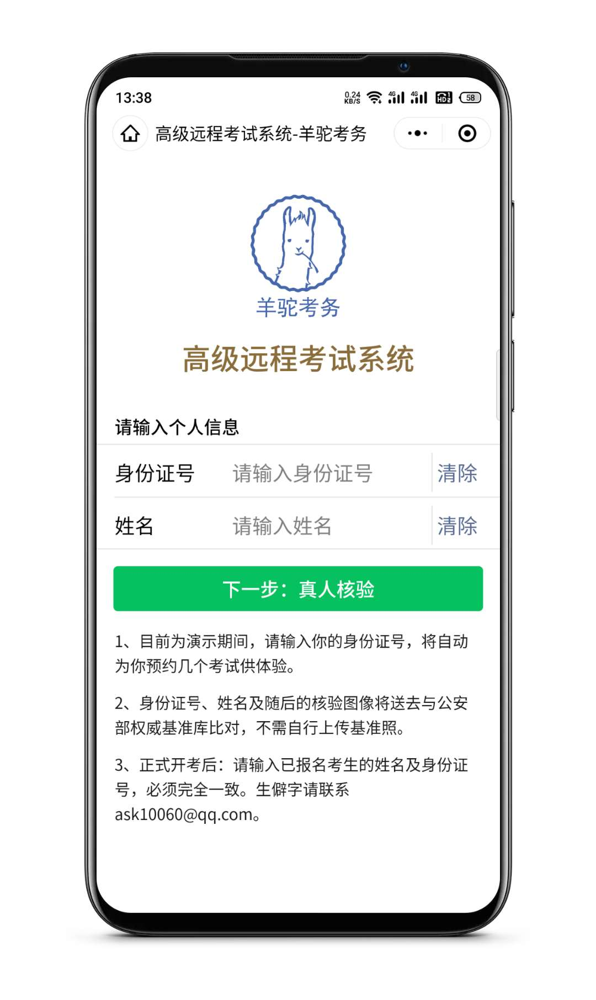 13:38
0.24
KB/S
4G
4G
HD 1
2
58
高级远程考试系统-羊驼考务
羊驼考务
高级远程考试系统
请输入个人信息
身份证号 请输入身份证号 清除
姓名 请输入姓名 清除
下一步：真人核验
1、目前为演示期间，请输入你的身份证号，将自动
为你预约几个考试供体验。
2、身份证号、姓名及随后的核验图像将送去与公安
部权威基准库比对，不需自行上传基准照。
3、正式开考后：请输入已报名考生的姓名及身份证
号，必须完全一致。生僻字请联系
ask10060@qq.com。